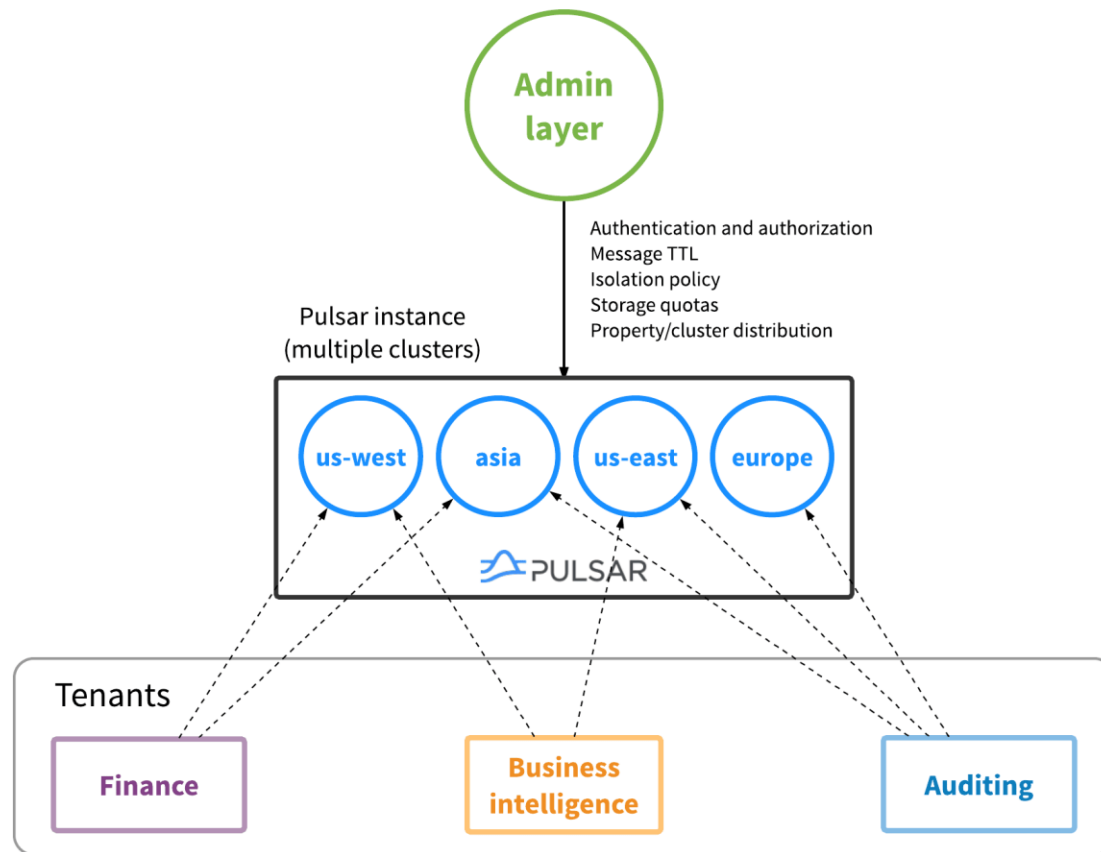 Admin
layer
Authentication and authorization
Message TTL
Isolation policy
Storage quotas
Property/cluster distribution
Pulsar instance
(multiple clusters)
us-west
asia
us-east
europe
PULSAR
Tenants
Finance
Business
intelligence
Auditing